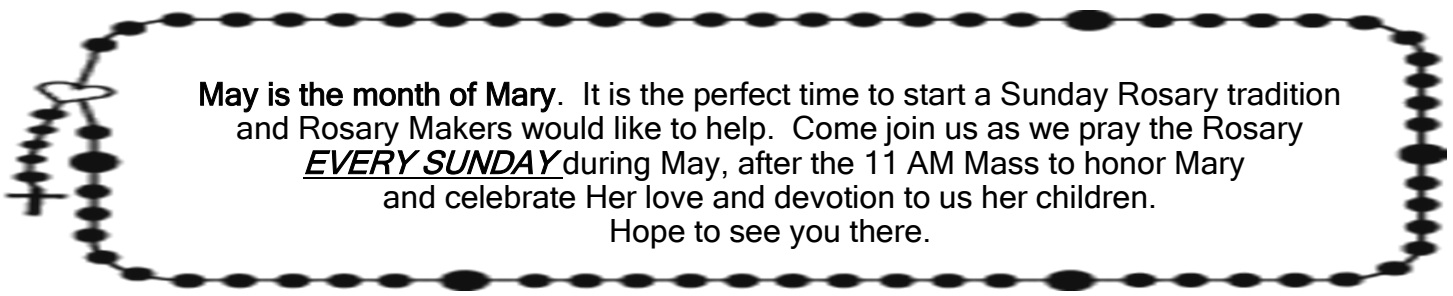 May is the month of Mary.  It is the perfect time to start a Sunday Rosary tradition
and Rosary Makers would like to help.  Come join us as we pray the Rosary
EVERY SUNDAY during May, after the 11 AM Mass to honor Mary
and celebrate Her love and devotion to us her children.
Hope to see you there.